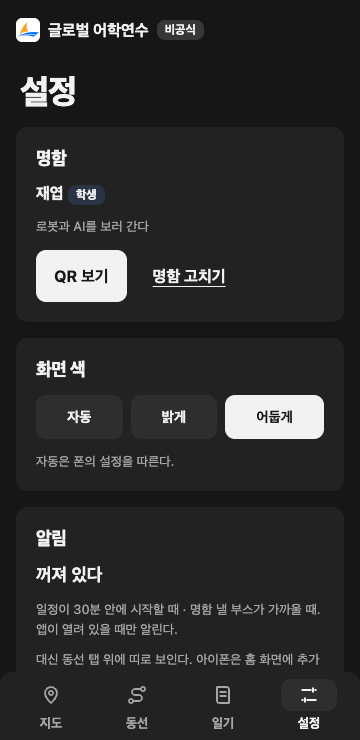 글로벌 어학연수 비공식
설정
명함
재엽 학생
로봇과 AI를 보러 간다
QR 보기 명함 고치기
화면 색
자동 밝게 어둡게
자동은 폰의 설정을 따른다.
알림
꺼져 있다
일정이 30분 안에 시작할 때 · 명함 낼 부스가 가까울 때.
앱이 열려 있을 때만 알린다.
대신 동선 탭 위에 띠로 보인다. 아이폰은 홈 화면에 추가
지도 동선 일기 설정